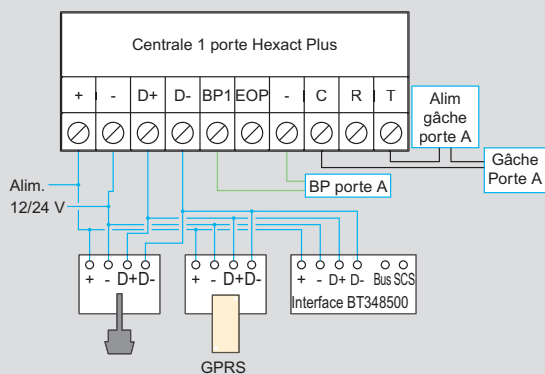 Centrale 1 porte Hexact Plus
+ - D+ D- BP1 EOP - C R T
Alim
gâche
porte A
Gâche
Porte A
BP porte A
Alim.
12/24 V
+ - D+ D-
+ - D+ D-
+ - D+ D- Bus SCS
Interface BT348500
GPRS